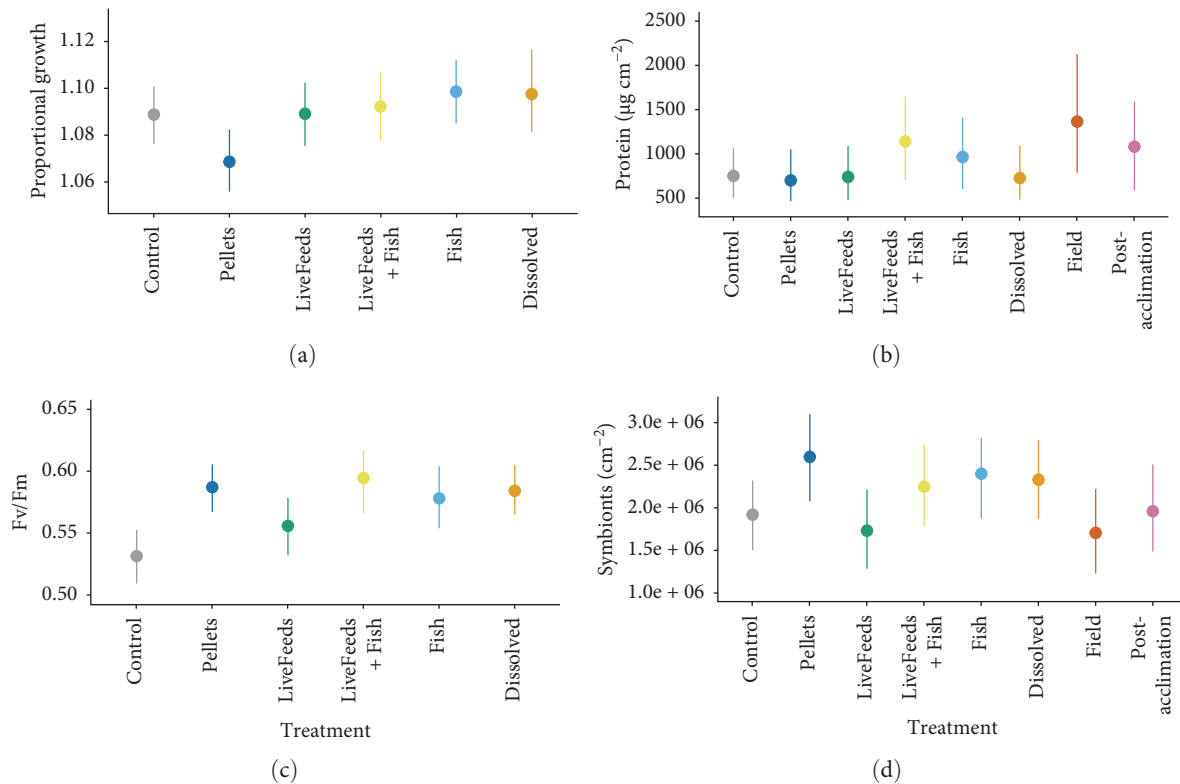 Proportional growth
1.12
1.10
1.08
1.06
Control
Pellets
LiveFeeds
LiveFeeds
+ Fish
Fish
Dissolved
(a)
Protein (μg cm−2)
2500
2000
1500
1000
500
Control
Pellets
LiveFeeds
LiveFeeds
+ Fish
Fish
Dissolved
Field
Post-
acclimation
(b)
Fv/Fm
0.65
0.60
0.55
0.50
Control
Pellets
LiveFeeds
LiveFeeds
+ Fish
Fish
Dissolved
Treatment
(c)
Symbionts (cm−2)
3.0e + 06
2.5e + 06
2.0e + 06
1.5e + 06
1.0e + 06
Control
Pellets
LiveFeeds
LiveFeeds
+ Fish
Fish
Dissolved
Field
Post-
acclimation
Treatment
(d)